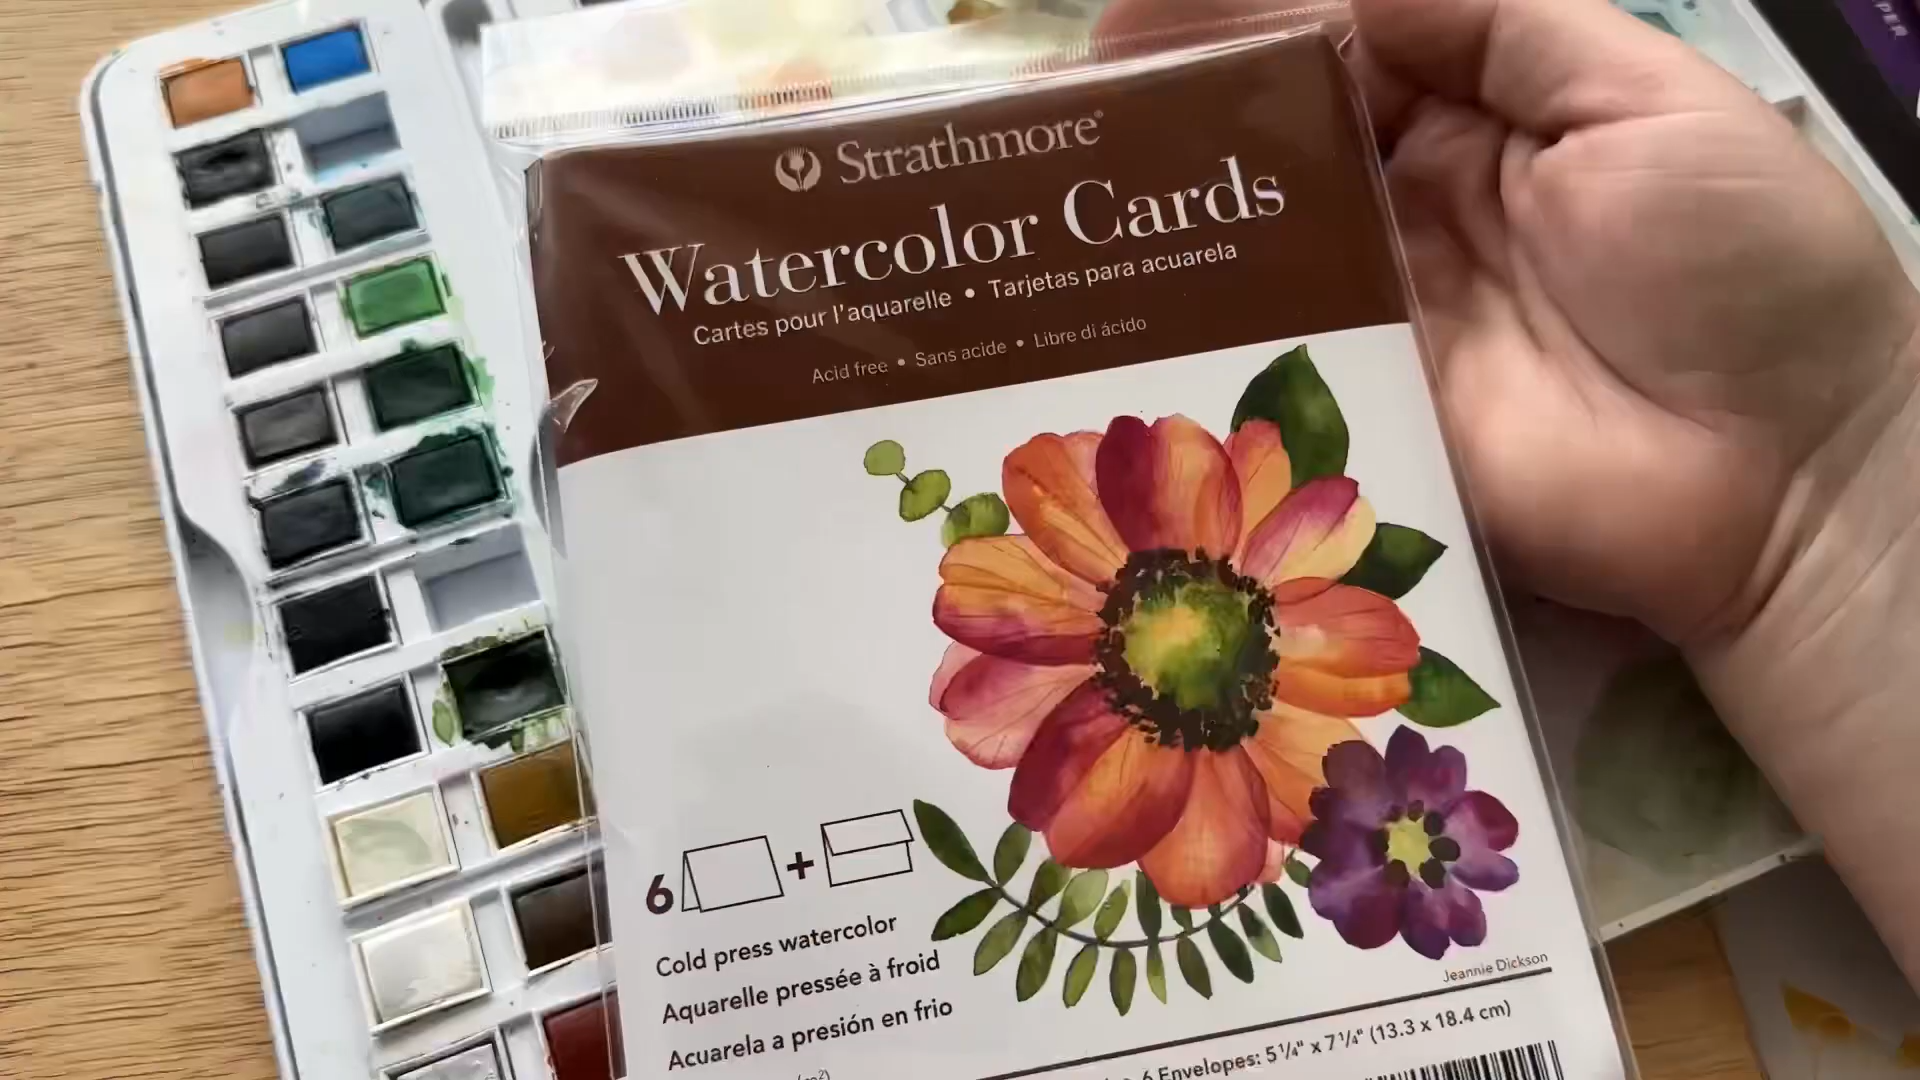 Strathmore®
Watercolor Cards
Cartes pour l'aquarelle • Tarjetas para acuarela
Acid free • Sans acide • Libre di ácido
6 +
Cold press watercolor
Aquarelle pressée à froid
Acuarela a presión en frio
Jeannie Dickson
6 Envelopes: 5 1/4" x 7 1/4" (13.3 x 18.4 cm)